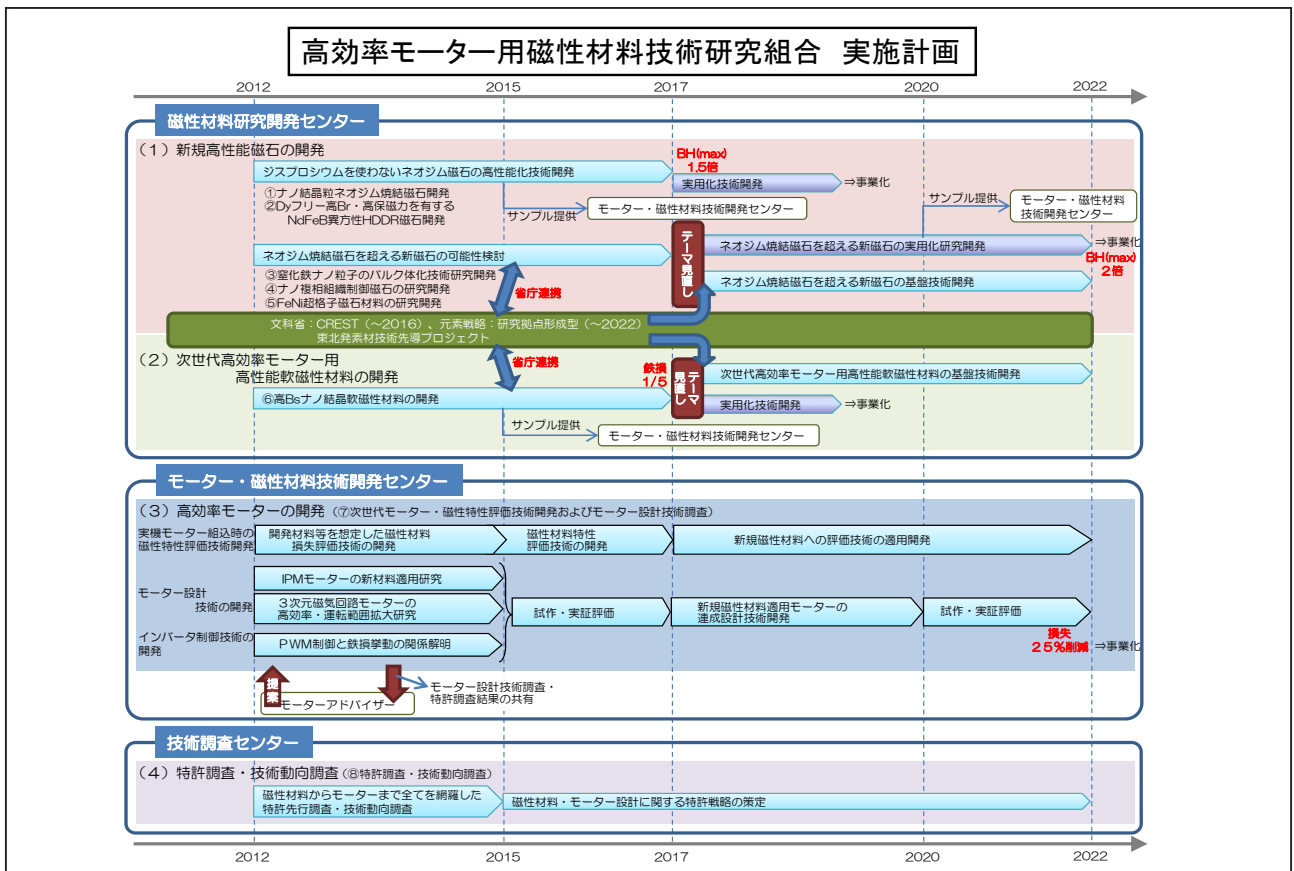 高効率モーター用磁性材料技術研究組合　実施計画
2012
2015
2017
2020
2022
磁性材料研究開発センター
（１）新規高性能磁石の開発
ジスプロシウムを使わないネオジム磁石の高性能化技術開発
BH(max)
1.5倍
実用化技術開発
⇒事業化
①ナノ結晶粒ネオジム焼結磁石開発
②Dyフリー高Br・高保磁力を有する
NdFeB異方性HDDR磁石開発
サンプル提供
モーター・磁性材料技術開発センター
サンプル提供
モーター・磁性材料
技術開発センター
テーマ見直し
ネオジム焼結磁石を超える新磁石の実用化研究開発
⇒事業化
BH(max)
2倍
ネオジム焼結磁石を超える新磁石の可能性検討
③窒化鉄ナノ粒子のバルク体化技術研究開発
④ナノ複相組織制御磁石の研究開発
⑤FeNi超格子磁石材料の研究開発
省庁連携
ネオジム焼結磁石を超える新磁石の基盤技術開発
文科省：CREST（～2016）、元素戦略：研究拠点形成型（～2022）
東北発素材技術先導プロジェクト
（２）次世代高効率モーター用
高性能軟磁性材料の開発
省庁連携
鉄損
1/5
テーマ
見直し
次世代高効率モーター用高性能軟磁性材料の基盤技術開発
⑥高Bsナノ結晶軟磁性材料の開発
実用化技術開発
⇒事業化
サンプル提供
モーター・磁性材料技術開発センター
モーター・磁性材料技術開発センター
（３）高効率モーターの開発（⑦次世代モーター・磁性特性評価技術開発およびモーター設計技術調査）
実機モーター組込時の
磁性特性評価技術開発
開発材料等を想定した磁性材料
損失評価技術の開発
磁性材料特性
評価技術の開発
新規磁性材料への評価技術の適用開発
モーター設計
技術の開発
IPMモーターの新材料適用研究
３次元磁気回路モーターの
高効率・運転範囲拡大研究
試作・実証評価
新規磁性材料適用モーターの
連成設計技術開発
試作・実証評価
インバータ制御技術の
開発
ＰＷＭ制御と鉄損挙動の関係解明
損失
２５％削減
⇒事業化
提案
モーターアドバイザー
モーター設計技術調査・
特許調査結果の共有
技術調査センター
（４）特許調査・技術動向調査（⑧特許調査・技術動向調査）
磁性材料からモーターまで全てを網羅した
特許先行調査・技術動向調査
磁性材料・モーター設計に関する特許戦略の策定
2012
2015
2017
2020
2022